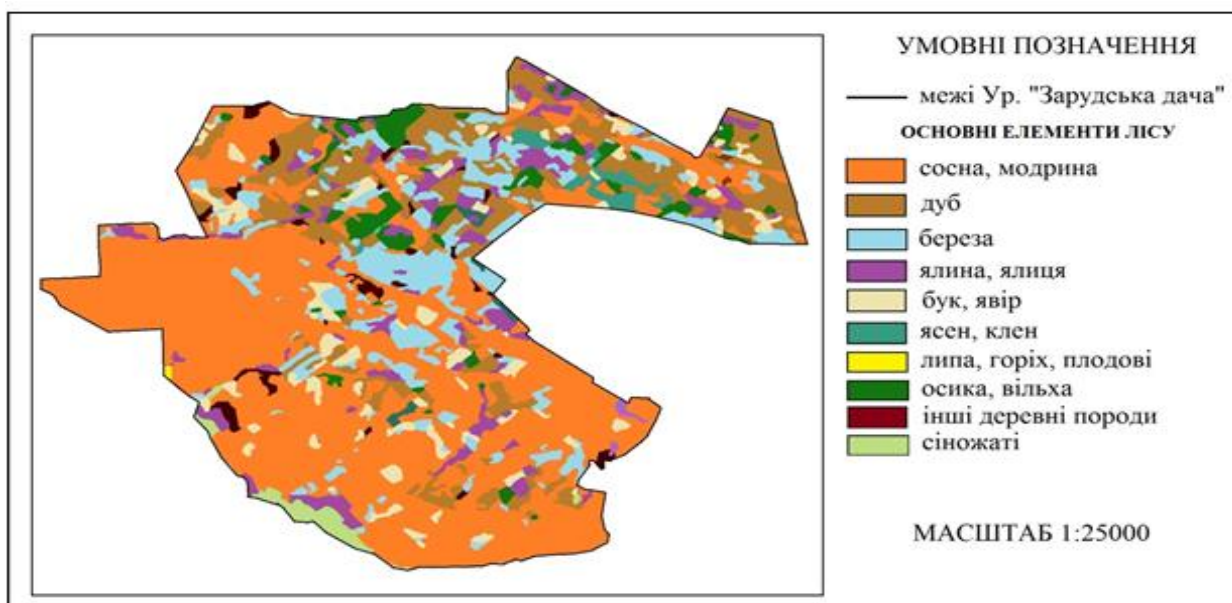 УМОВНІ ПОЗНАЧЕННЯ
межі Ур. "Зарудська дача"
ОСНОВНІ ЕЛЕМЕНТИ ЛІСУ
сосна, модрина
дуб
береза
ялина, ялиця
бук, явір
ясен, клен
липа, горіх, плодові
осика, вільха
інші деревні породи
сіножаті
МАСШТАБ 1:25000